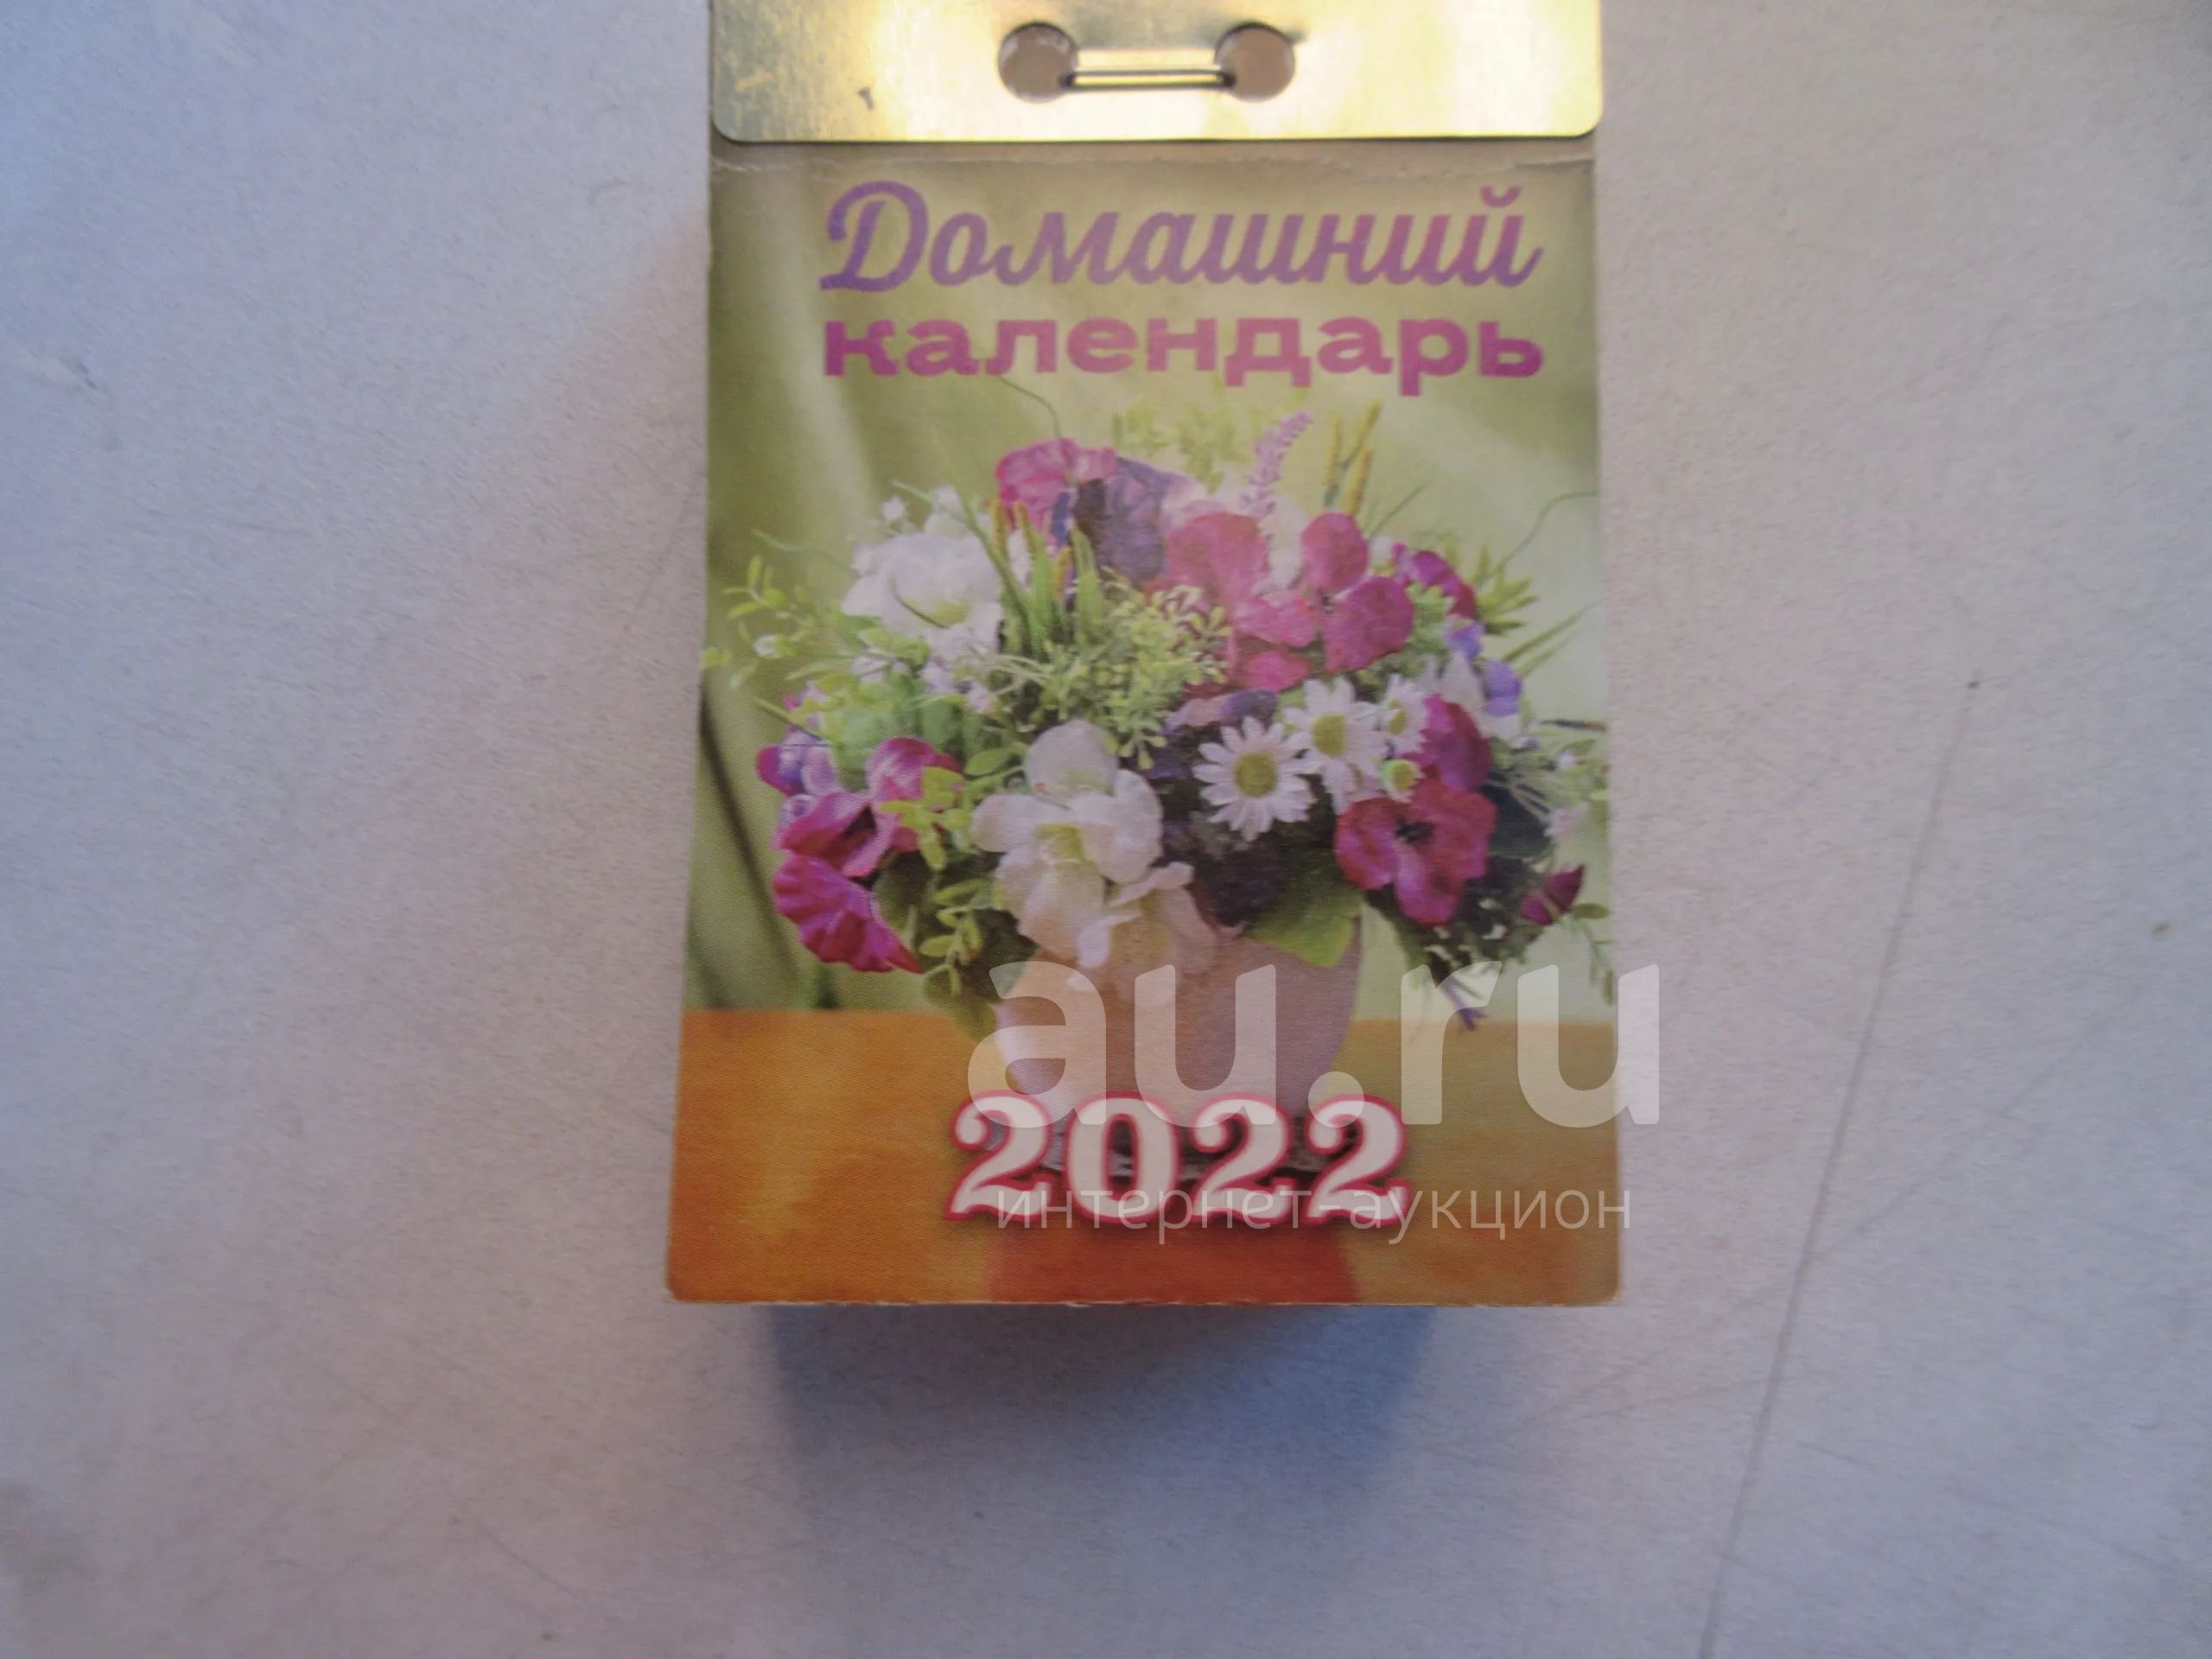 Домашний
календарь
au.ru
2022
интернет-аукцион